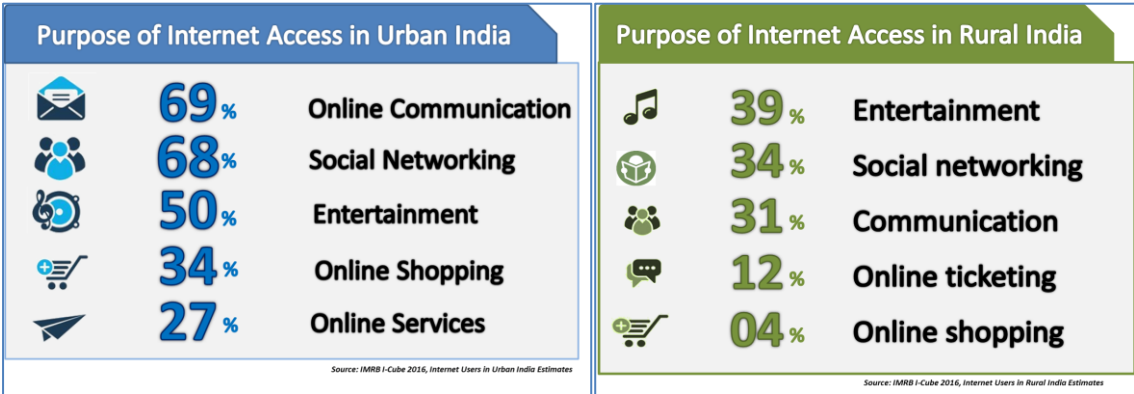 Purpose of Internet Access in Urban India
69% Online Communication
68% Social Networking
50% Entertainment
34% Online Shopping
27% Online Services
Source: IMRB I-Cube 2016, Internet Users in Urban India Estimates
Purpose of Internet Access in Rural India
39% Entertainment
34% Social networking
31% Communication
12% Online ticketing
04% Online shopping
Source: IMRB I-Cube 2016, Internet Users in Rural India Estimates